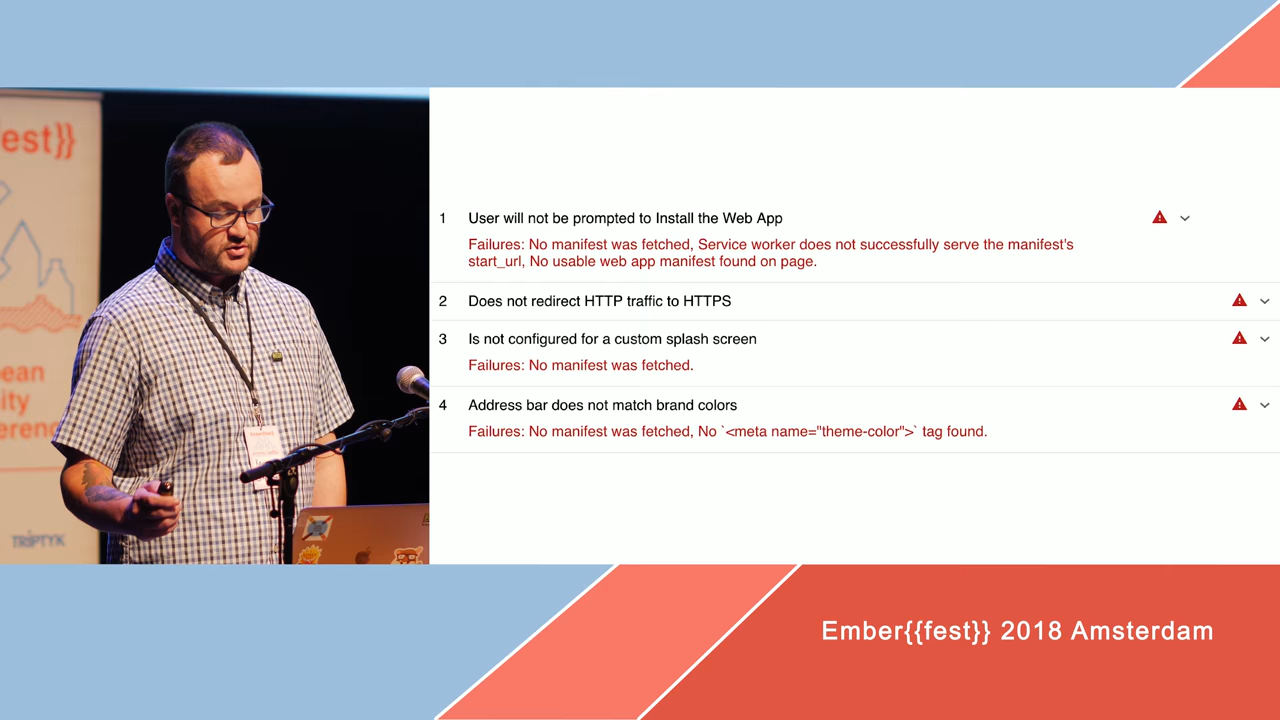 fest}}
TRIPTYK
1 User will not be prompted to Install the Web App
Failures: No manifest was fetched, Service worker does not successfully serve the manifest's
start_url, No usable web app manifest found on page.
2 Does not redirect HTTP traffic to HTTPS
3 Is not configured for a custom splash screen
Failures: No manifest was fetched.
4 Address bar does not match brand colors
Failures: No manifest was fetched, No `<meta name="theme-color">` tag found.
Ember{{fest}} 2018 Amsterdam